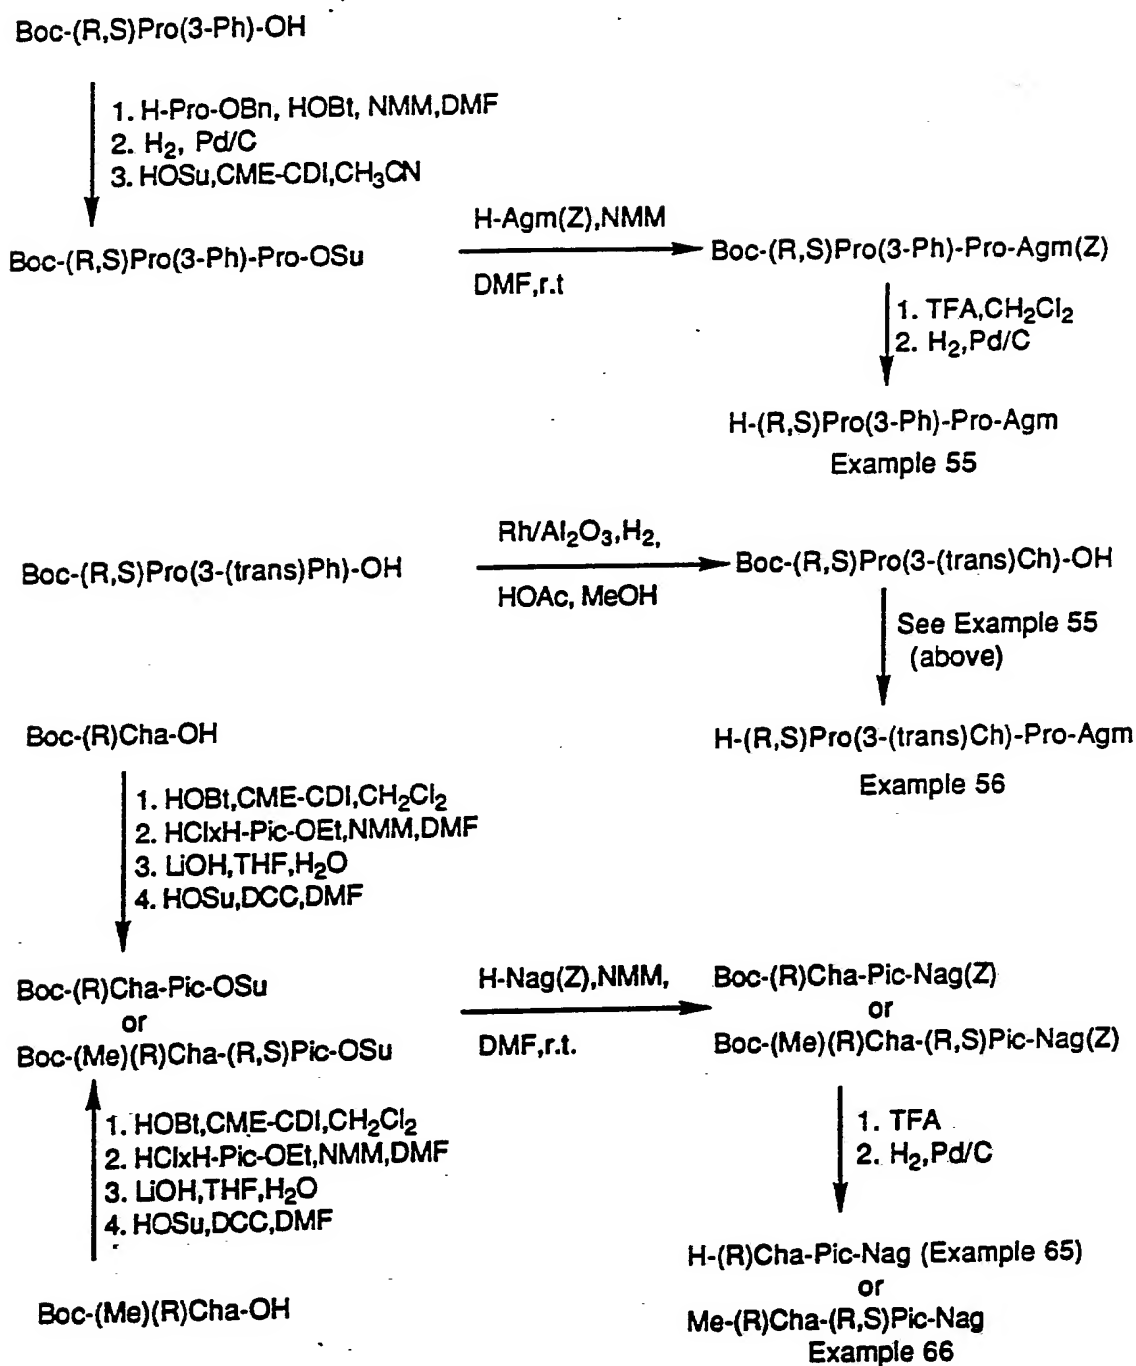 Boc-(R,S)Pro(3-Ph)-OH
1. H-Pro-OBn, HOBt, NMM,DMF
2. H2, Pd/C
3. HOSu,CME-CDI,CH3CN
Boc-(R,S)Pro(3-Ph)-Pro-OSu
H-Agm(Z),NMM
DMF,r.t
Boc-(R,S)Pro(3-Ph)-Pro-Agm(Z)
1. TFA,CH2Cl2
2. H2,Pd/C
H-(R,S)Pro(3-Ph)-Pro-Agm
Example 55
Boc-(R,S)Pro(3-(trans)Ph)-OH
Rh/Al2O3,H2,
HOAc, MeOH
Boc-(R,S)Pro(3-(trans)Ch)-OH
See Example 55
(above)
H-(R,S)Pro(3-(trans)Ch)-Pro-Agm
Example 56
Boc-(R)Cha-OH
1. HOBt,CME-CDI,CH2Cl2
2. HClxH-Pic-OEt,NMM,DMF
3. LiOH,THF,H2O
4. HOSu,DCC,DMF
Boc-(R)Cha-Pic-OSu
or
Boc-(Me)(R)Cha-(R,S)Pic-OSu
H-Nag(Z),NMM,
DMF,r.t.
Boc-(R)Cha-Pic-Nag(Z)
or
Boc-(Me)(R)Cha-(R,S)Pic-Nag(Z)
1. HOBt,CME-CDI,CH2Cl2
2. HClxH-Pic-OEt,NMM,DMF
3. LiOH,THF,H2O
4. HOSu,DCC,DMF
Boc-(Me)(R)Cha-OH
1. TFA
2. H2,Pd/C
H-(R)Cha-Pic-Nag (Example 65)
or
Me-(R)Cha-(R,S)Pic-Nag
Example 66